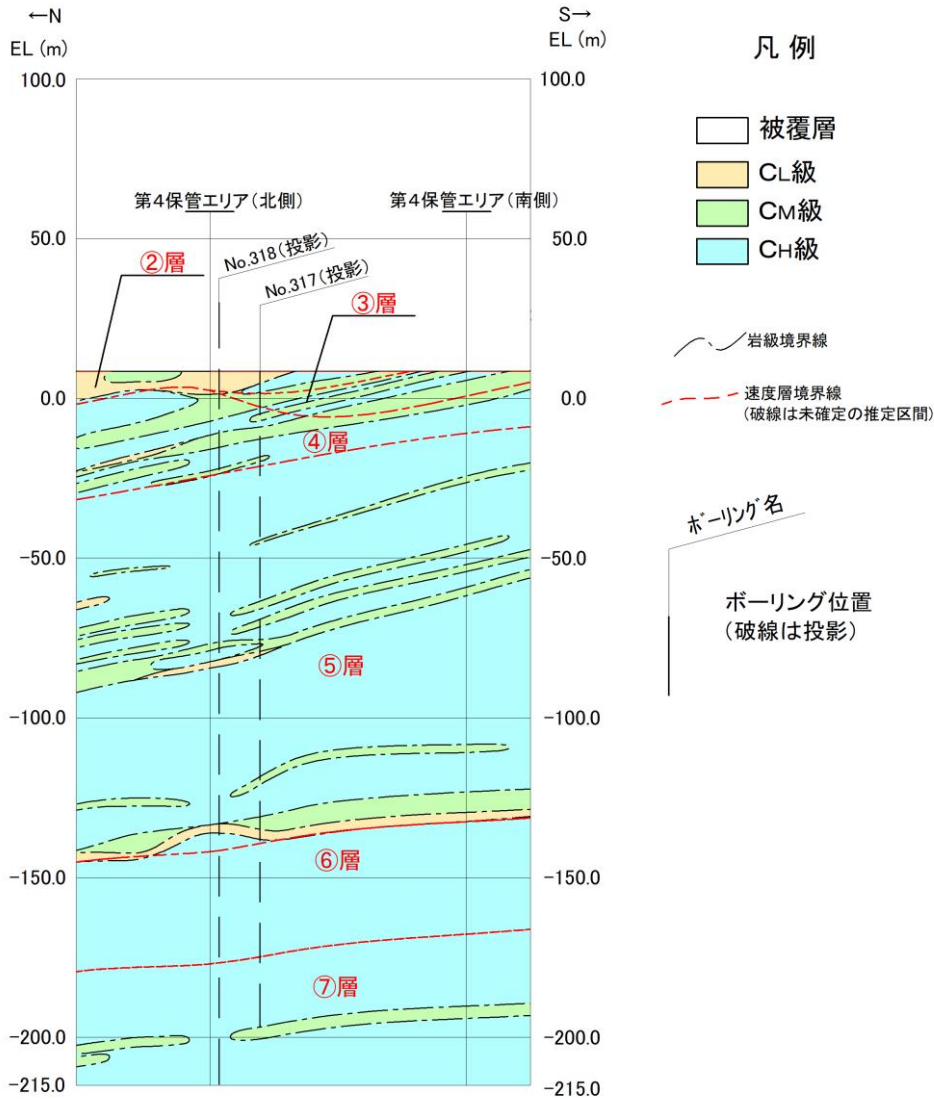 ←N
EL (m)
S→
EL (m)
凡 例
100.0
100.0
被覆層
CL級
CM級
CH級
第4保管エリア(北側)
第4保管エリア(南側)
50.0
50.0
No.318(投影)
No.317(投影)
②層
③層
岩級境界線
速度層境界線
(破線は未確定の推定区間)
0.0
0.0
④層
ボーリング名
-50.0
-50.0
ボーリング位置
(破線は投影)
⑤層
-100.0
-100.0
⑥層
-150.0
-150.0
⑦層
-200.0
-200.0
-215.0
-215.0